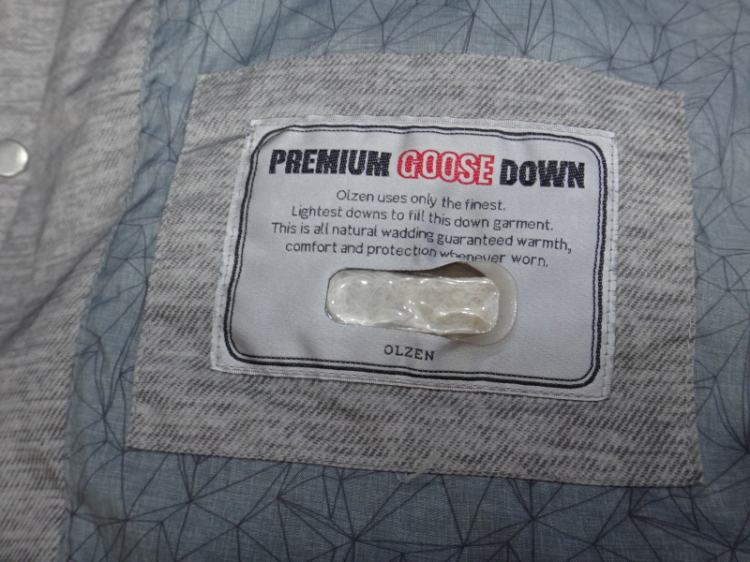 PREMIUM GOOSE DOWN
Olzen uses only the finest.
Lightest downs to fill this down garment.
This is all natural wadding guaranteed warmth,
comfort and protection whenever worn.
OLZEN